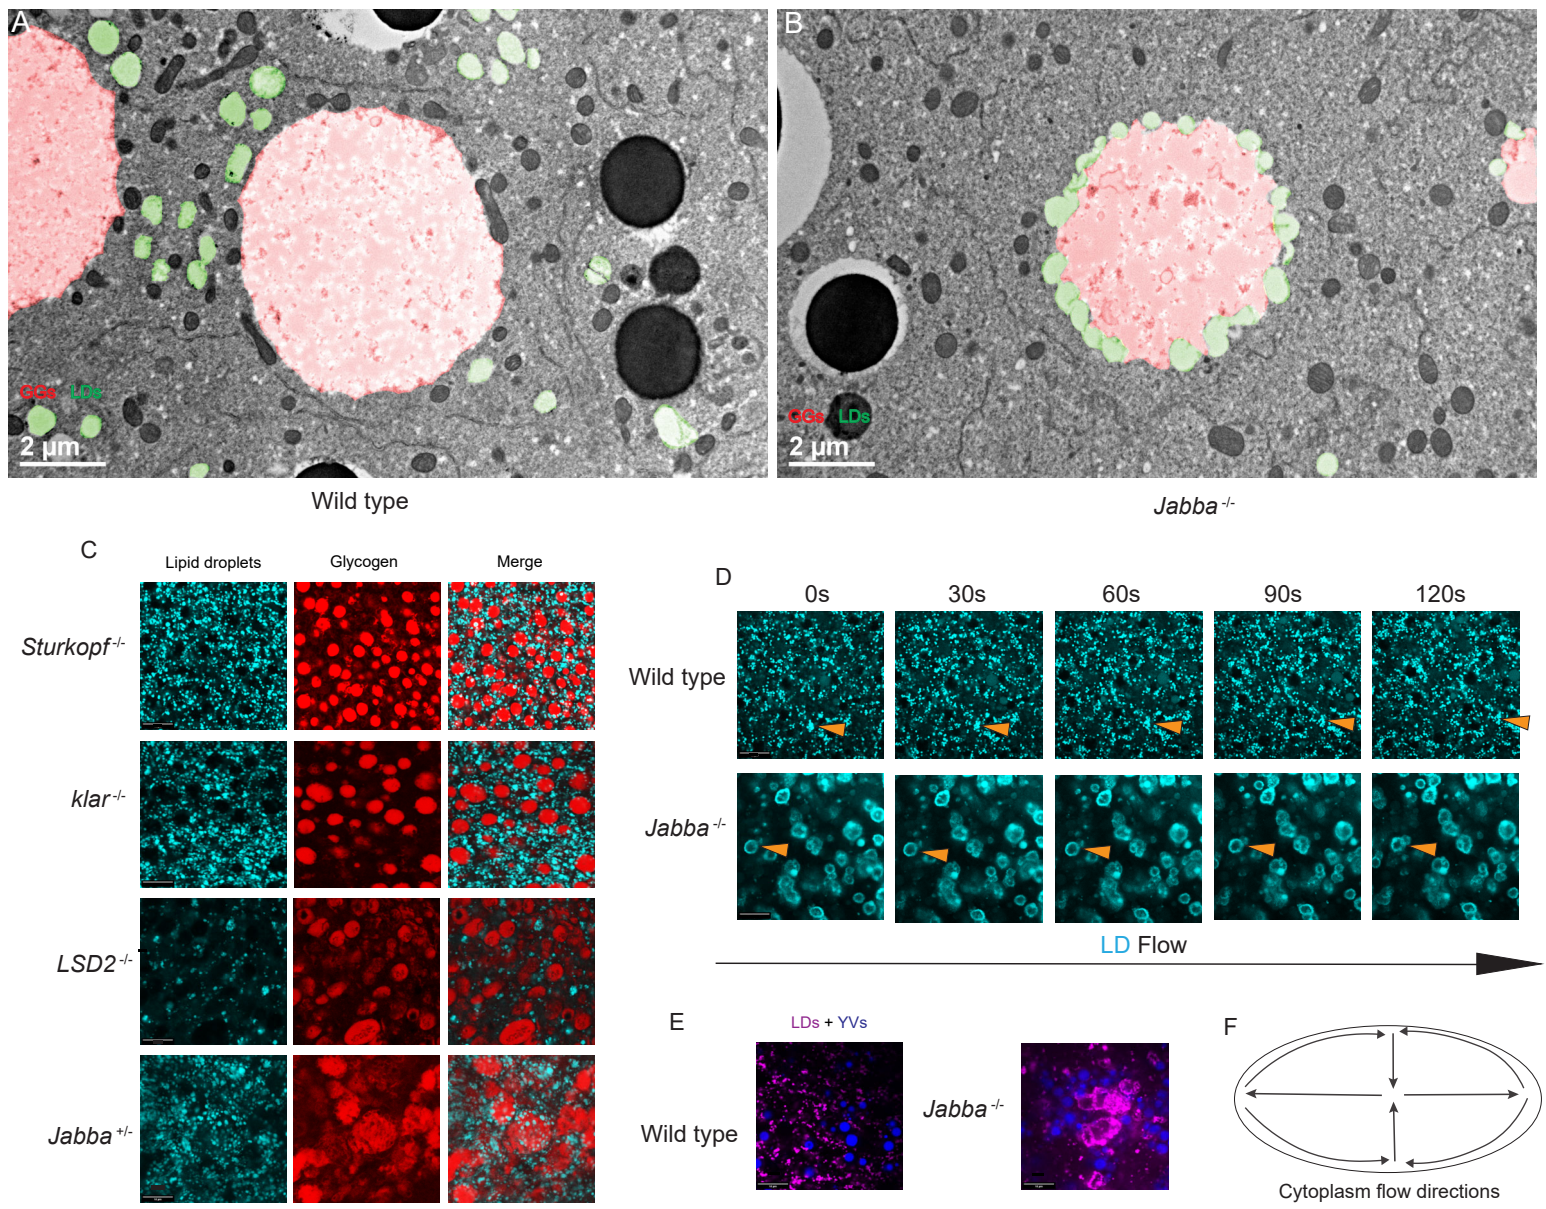 A
B
GGs LDs
2 µm
GGs LDs
2 µm
Wild type
Jabba -/-
C
Lipid droplets
Glycogen
Merge
Sturkopf -/-
klar -/-
LSD2 -/-
Jabba +/-
D
0s
30s
60s
90s
120s
Wild type
Jabba -/-
LD Flow
E
LDs + YVs
Wild type
Jabba -/-
F
Cytoplasm flow directions